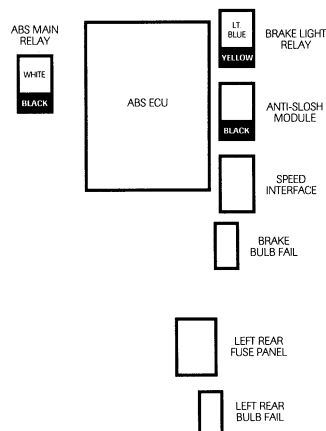 ABS MAIN
RELAY
WHITE
BLACK
ABS ECU
LT.
BLUE
YELLOW
BRAKE LIGHT
RELAY
BLACK
ANTI-SLOSH
MODULE
SPEED
INTERFACE
BRAKE
BULB FAIL
LEFT REAR
FUSE PANEL
LEFT REAR
BULB FAIL